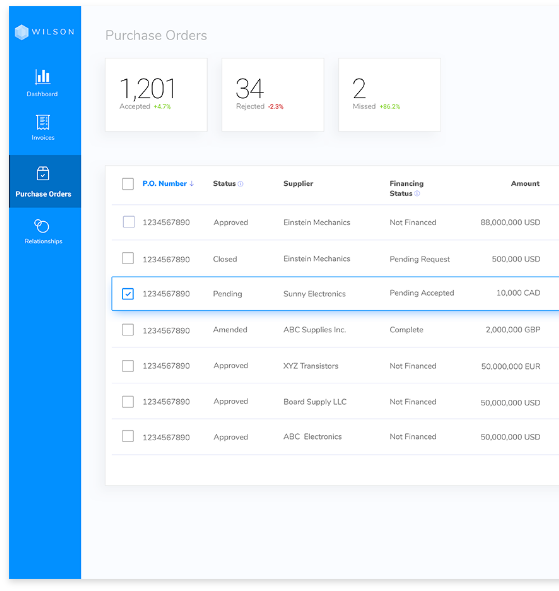 WILSON
Dashboard
Invoices
Purchase Orders
Relationships
Purchase Orders
1,201
Accepted +4.7%
34
Rejected -2.3%
2
Missed +86.2%
P.O. Number ↓ Status Supplier Financing Status Amount
1234567890 Approved Einstein Mechanics Not Financed 88,000,000 USD
1234567890 Closed Einstein Mechanics Pending Request 500,000 USD
1234567890 Pending Sunny Electronics Pending Accepted 10,000 CAD
1234567890 Amended ABC Supplies Inc. Complete 2,000,000 GBP
1234567890 Approved XYZ Transistors Not Financed 50,000,000 EUR
1234567890 Approved Board Supply LLC Not Financed 50,000,000 USD
1234567890 Approved ABC Electronics Not Financed 50,000,000 USD